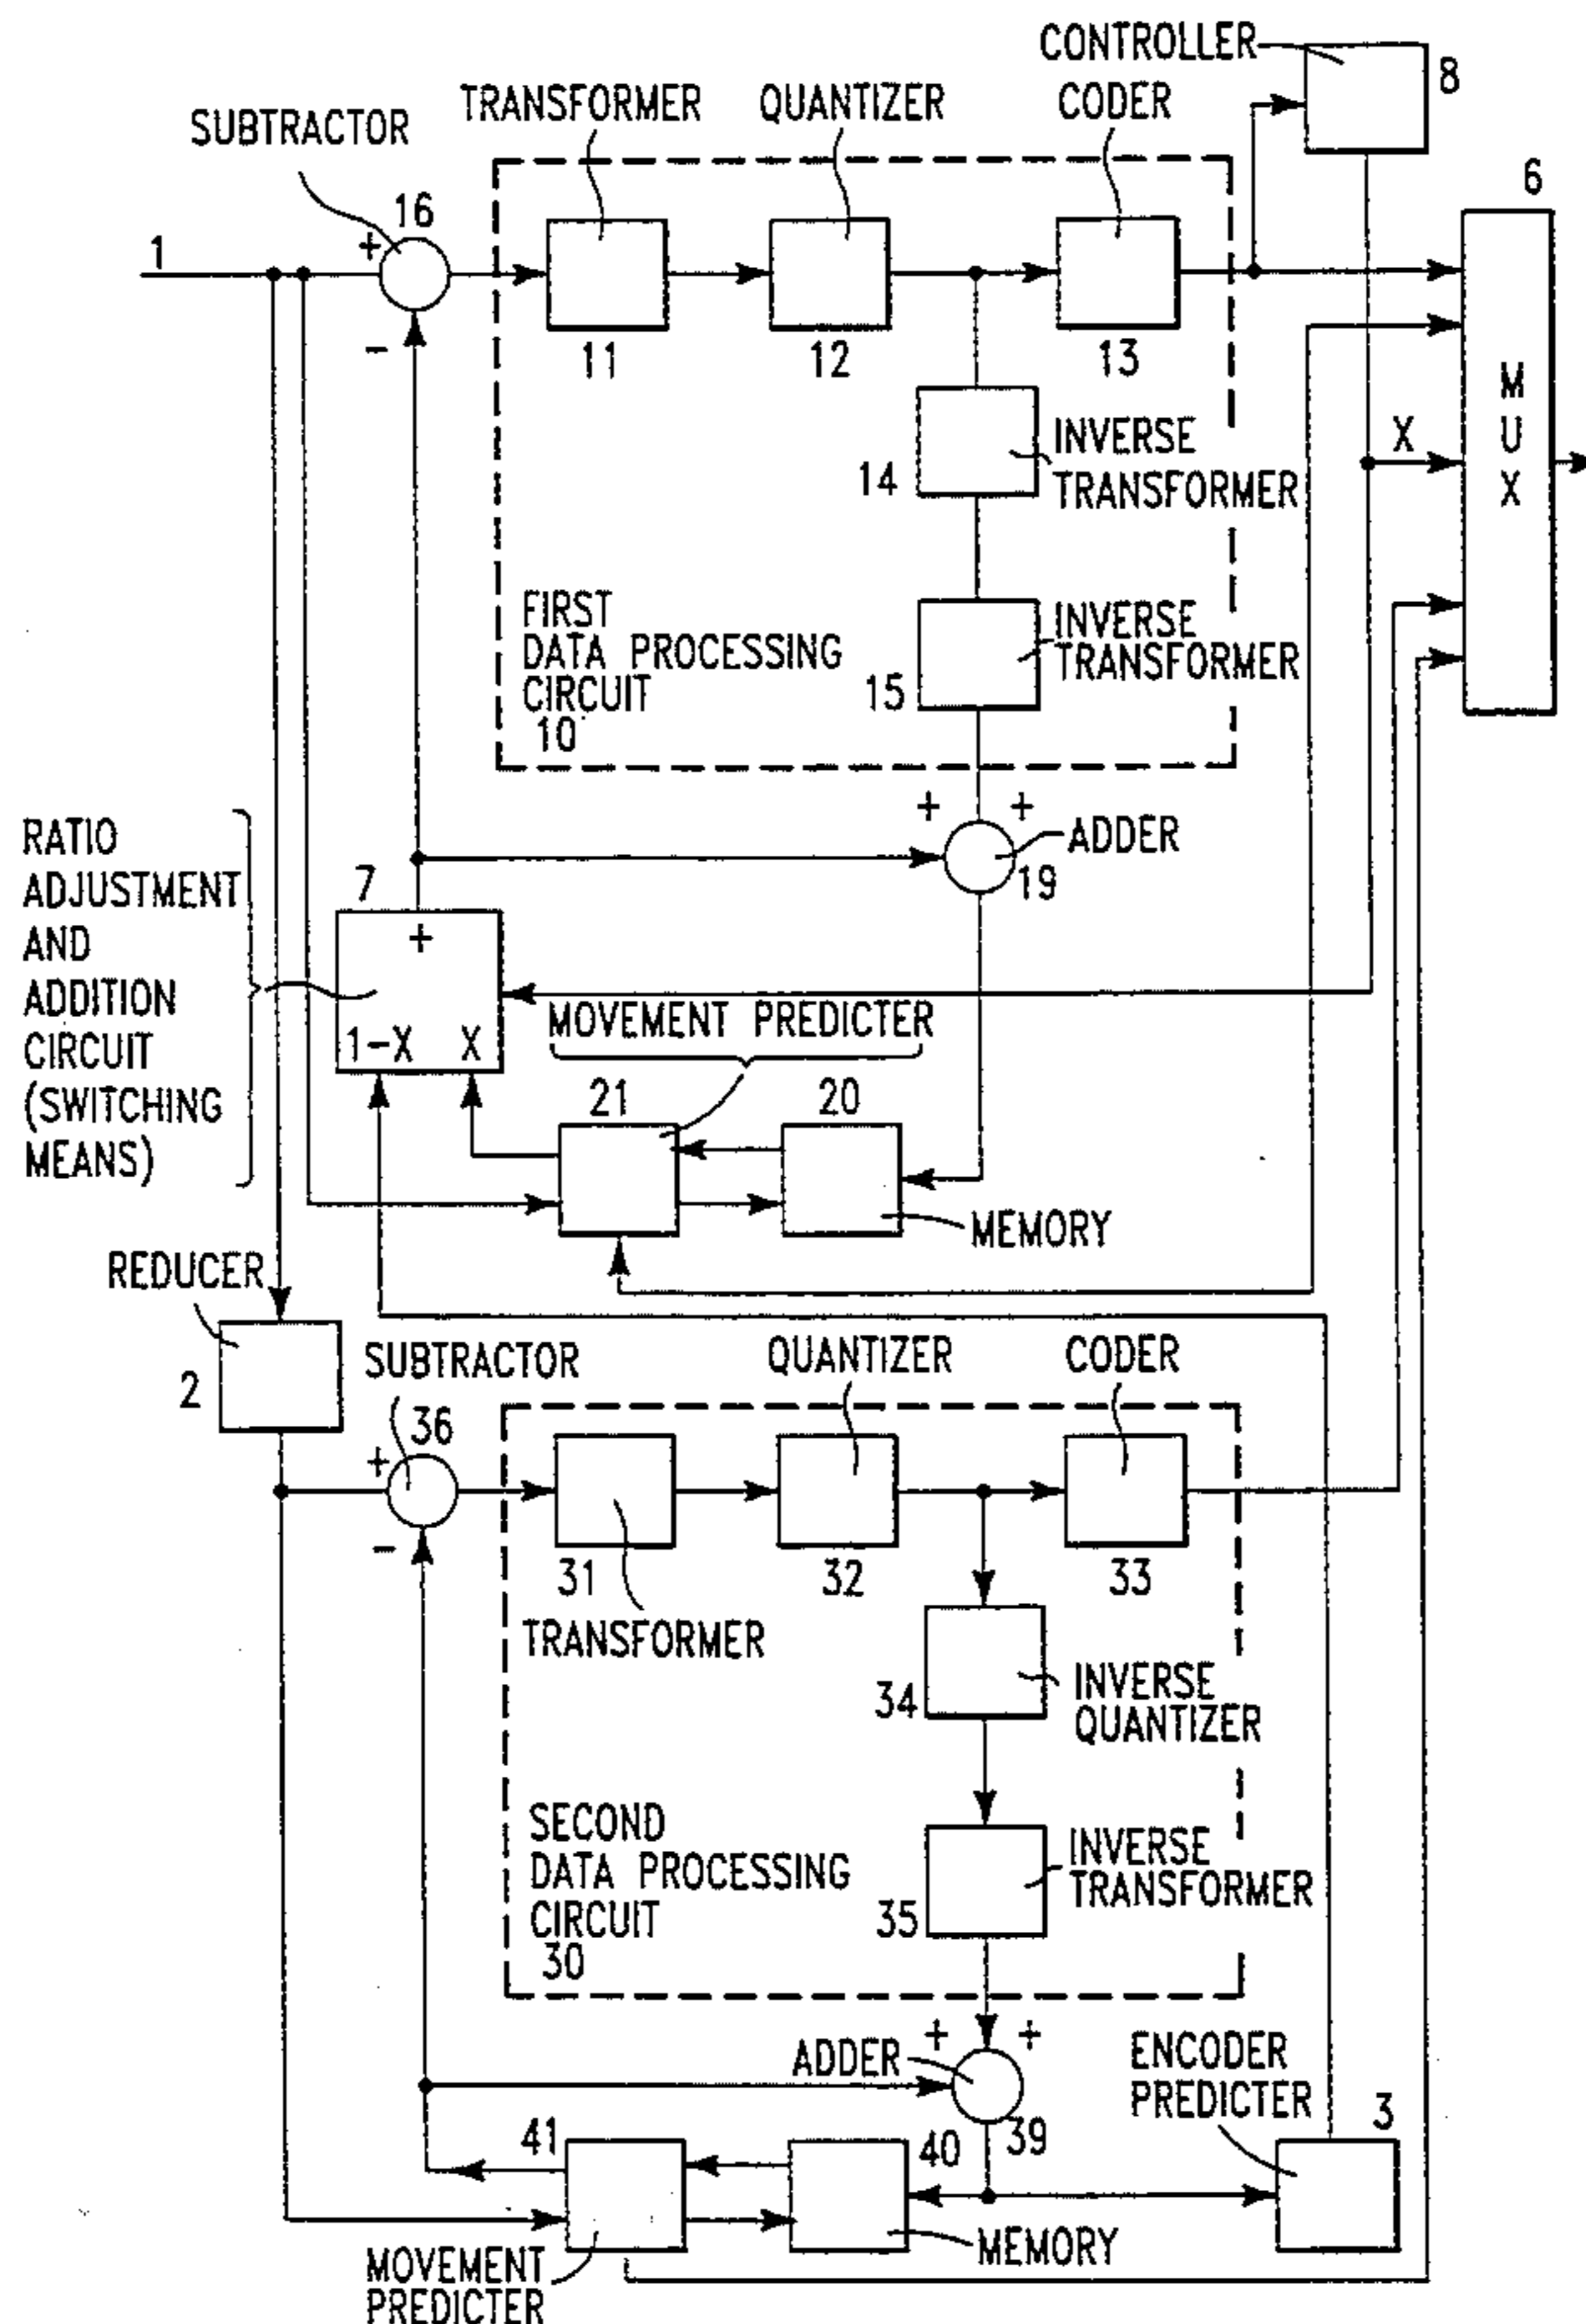 CONTROLLER
8
TRANSFORMER
QUANTIZER
CODER
SUBTRACTOR
6
16
1
+
-
11
12
13
M
U
X
X
14
INVERSE
TRANSFORMER
FIRST
DATA PROCESSING
CIRCUIT
10
15
INVERSE
TRANSFORMER
+ +
ADDER
19
RATIO
ADJUSTMENT
AND
ADDITION
CIRCUIT
(SWITCHING
MEANS)
7
+
1-X X
MOVEMENT PREDICTER
21
20
MEMORY
REDUCER
2
SUBTRACTOR
QUANTIZER
CODER
36
+
-
31
32
33
TRANSFORMER
34
INVERSE
QUANTIZER
SECOND
DATA PROCESSING
CIRCUIT
30
35
INVERSE
TRANSFORMER
+ +
ADDER
39
ENCODER
PREDICTER
3
41
40
MEMORY
MOVEMENT
PREDICTER